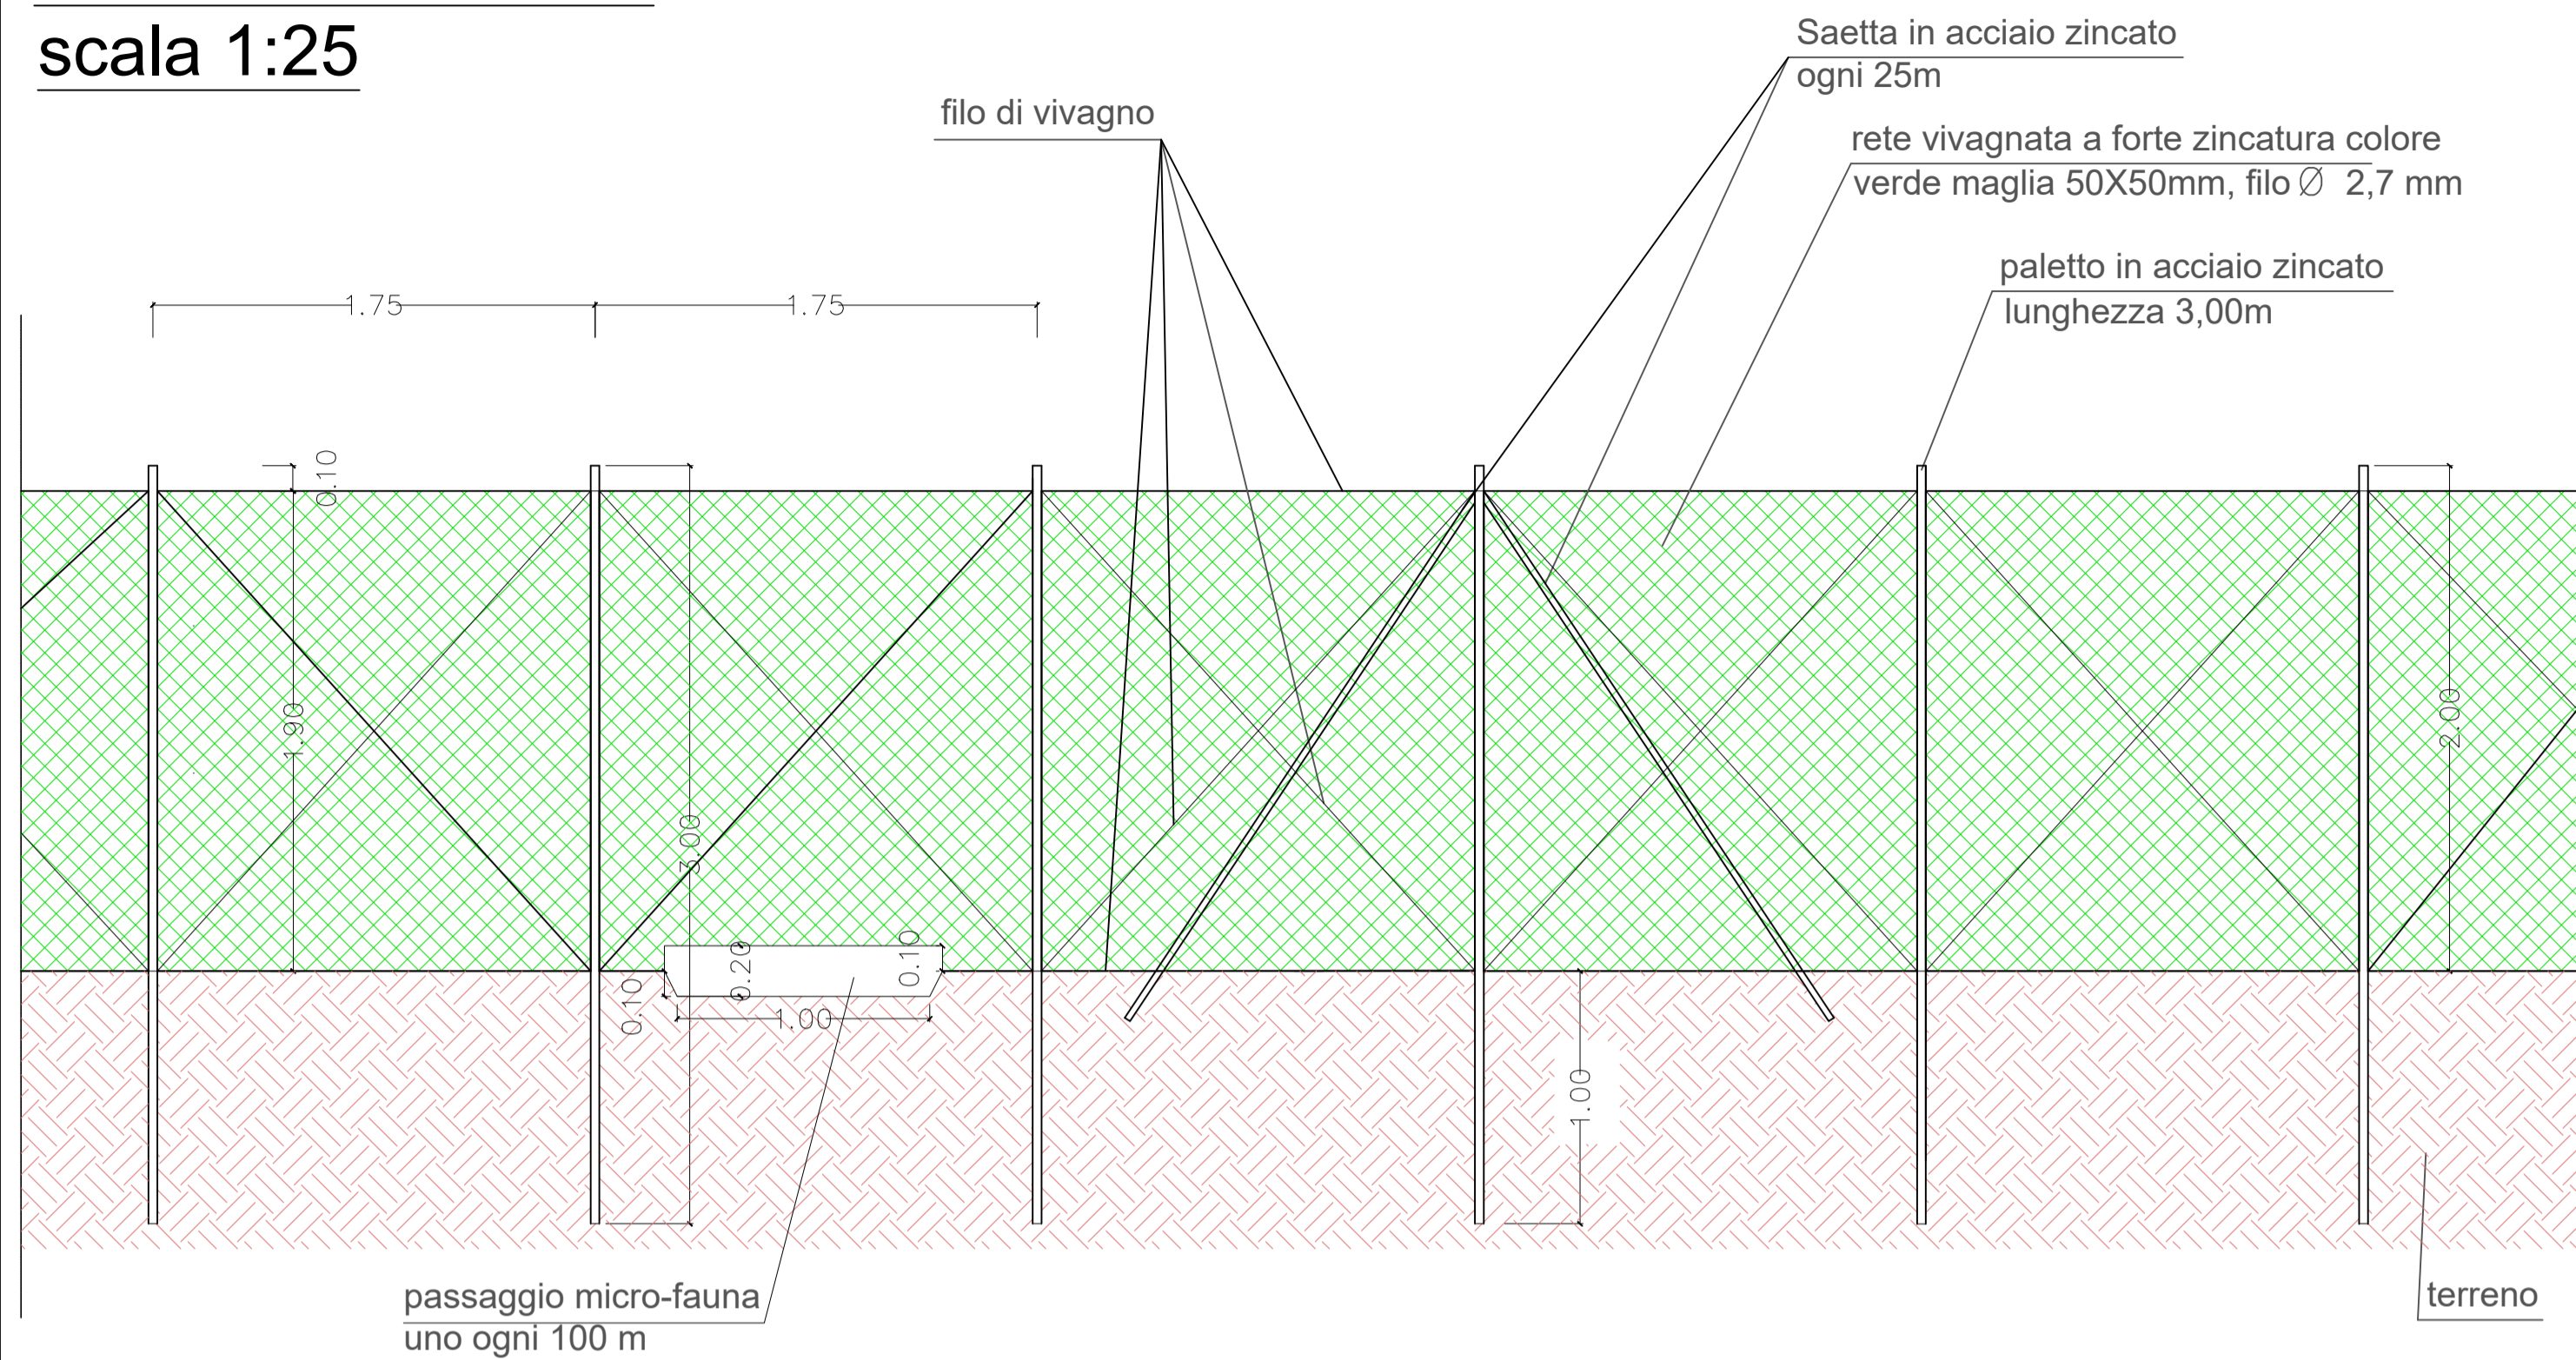 scala 1:25
Saetta in acciaio zincato
ogni 25m
filo di vivagno
rete vivagnata a forte zincatura colore
verde maglia 50X50mm, filo Ø 2,7 mm
paletto in acciaio zincato
lunghezza 3,00m
1.75
1.75
0.10
1.90
3.00
2.00
0.20
0.10
0.10
1.00
1.00
passaggio micro-fauna
uno ogni 100 m
terreno